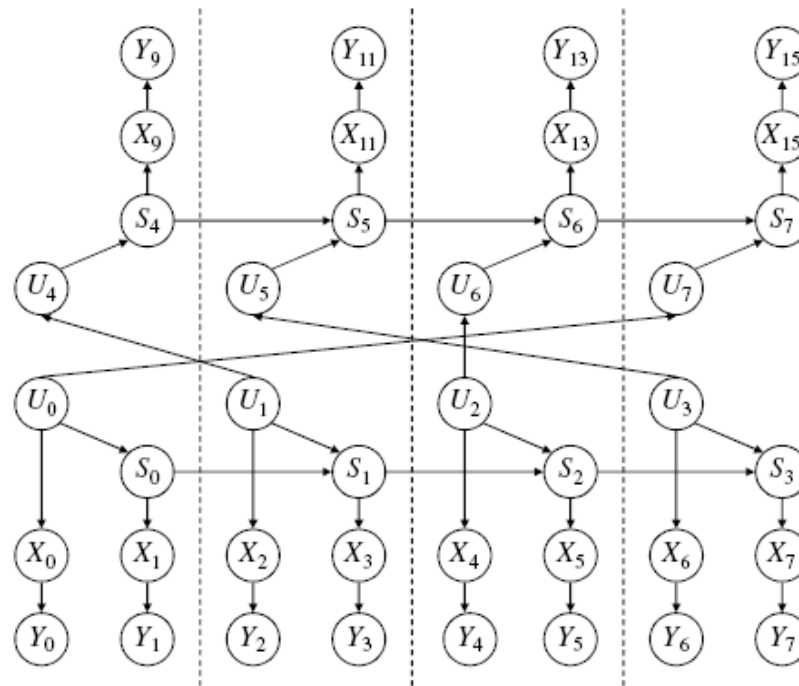 Y₉ Y₁₁ Y₁₃ Y₁₅
X₉ X₁₁ X₁₃ X₁₅
S₄ S₅ S₆ S₇
U₄ U₅ U₆ U₇
U₀ U₁ U₂ U₃
S₀ S₁ S₂ S₃
X₀ X₁ X₂ X₃ X₄ X₅ X₆ X₇
Y₀ Y₁ Y₂ Y₃ Y₄ Y₅ Y₆ Y₇